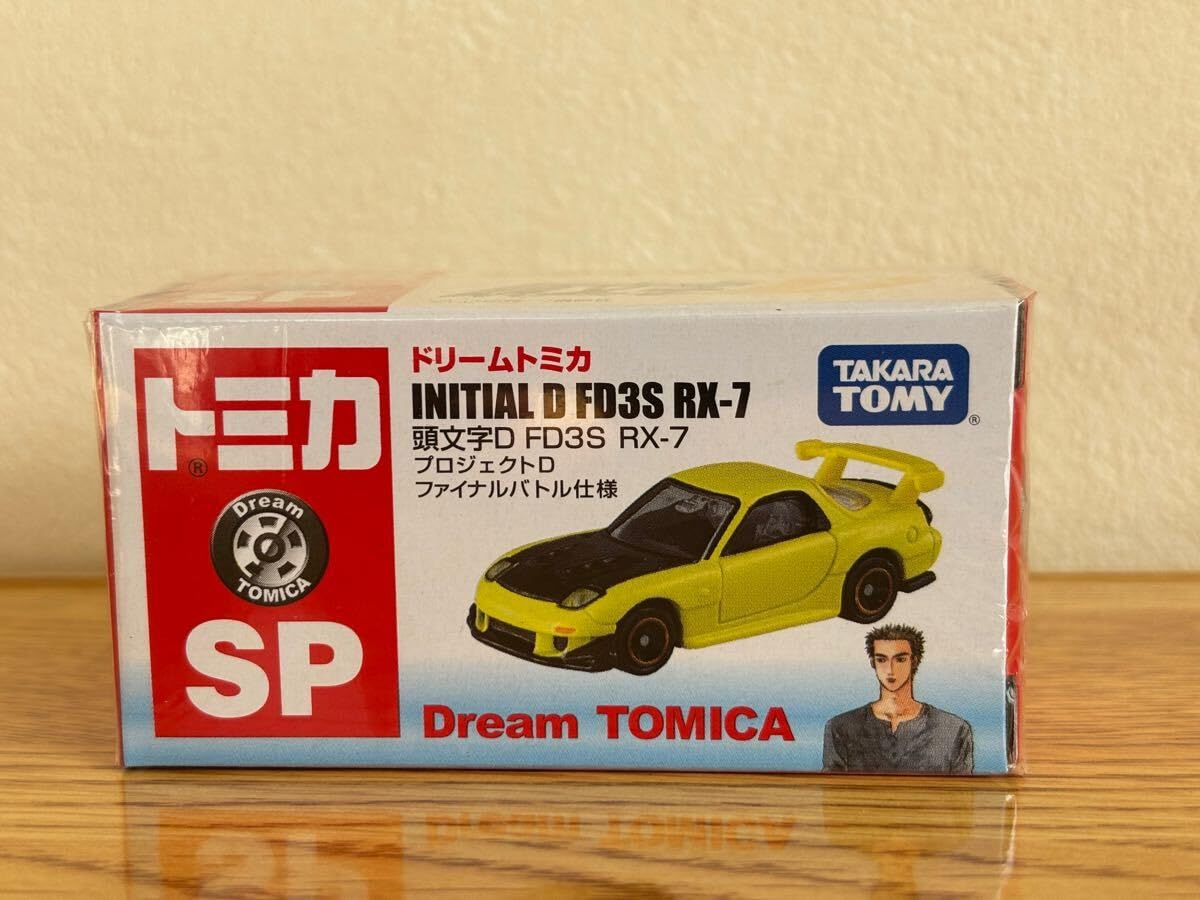 トミカ
®
Dream
TOMICA
SP
ドリームトミカ
INITIAL D FD3S RX-7
頭文字D FD3S RX-7
プロジェクトD
ファイナルバトル仕様
TAKARA
TOMY
®
Dream TOMICA